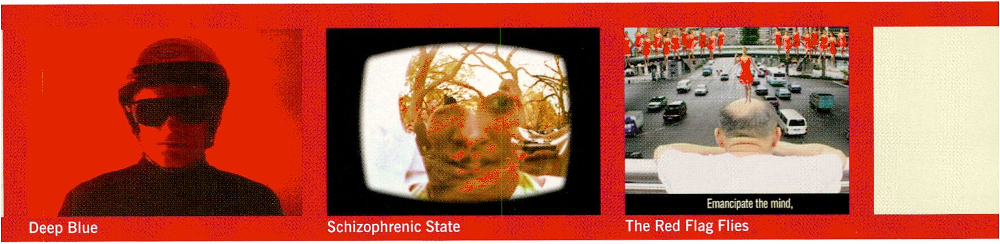 Emancipate the mind,
Deep Blue
Schizophrenic State
The Red Flag Flies